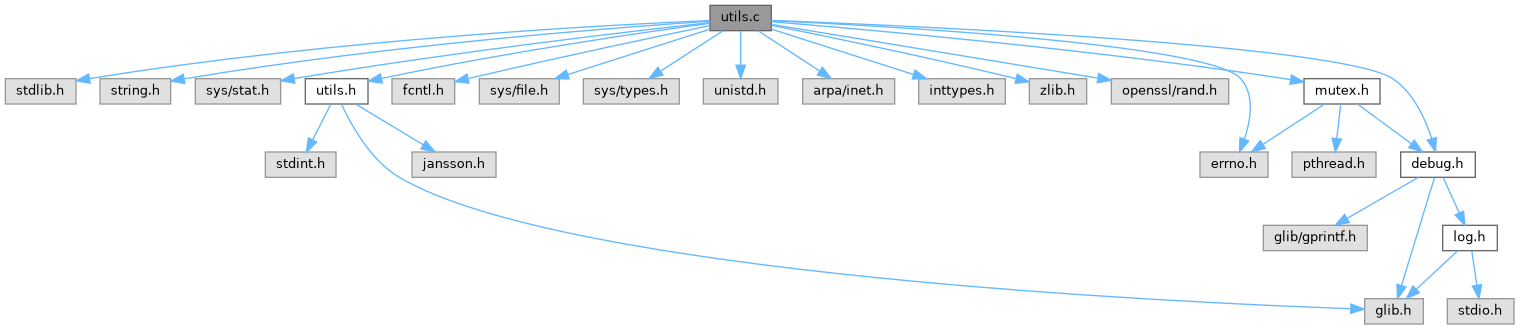 utils.c
stdlib.h
string.h
sys/stat.h
utils.h
fcntl.h
sys/file.h
sys/types.h
unistd.h
arpa/inet.h
inttypes.h
zlib.h
openssl/rand.h
mutex.h
stdint.h
jansson.h
errno.h
pthread.h
debug.h
glib/gprintf.h
log.h
glib.h
stdio.h